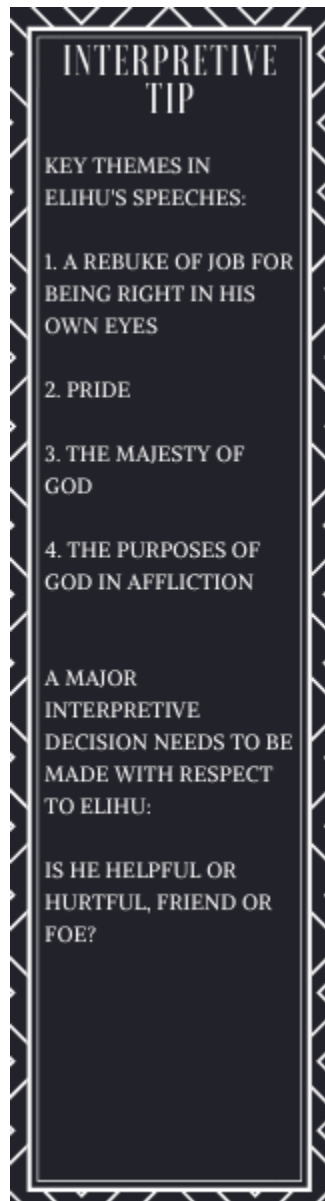 INTERPRETIVE
TIP
KEY THEMES IN
ELIHU'S SPEECHES:
1. A REBUKE OF JOB FOR
BEING RIGHT IN HIS
OWN EYES
2. PRIDE
3. THE MAJESTY OF
GOD
4. THE PURPOSES OF
GOD IN AFFLICTION
A MAJOR
INTERPRETIVE
DECISION NEEDS TO BE
MADE WITH RESPECT
TO ELIHU:
IS HE HELPFUL OR
HURTFUL, FRIEND OR
FOE?